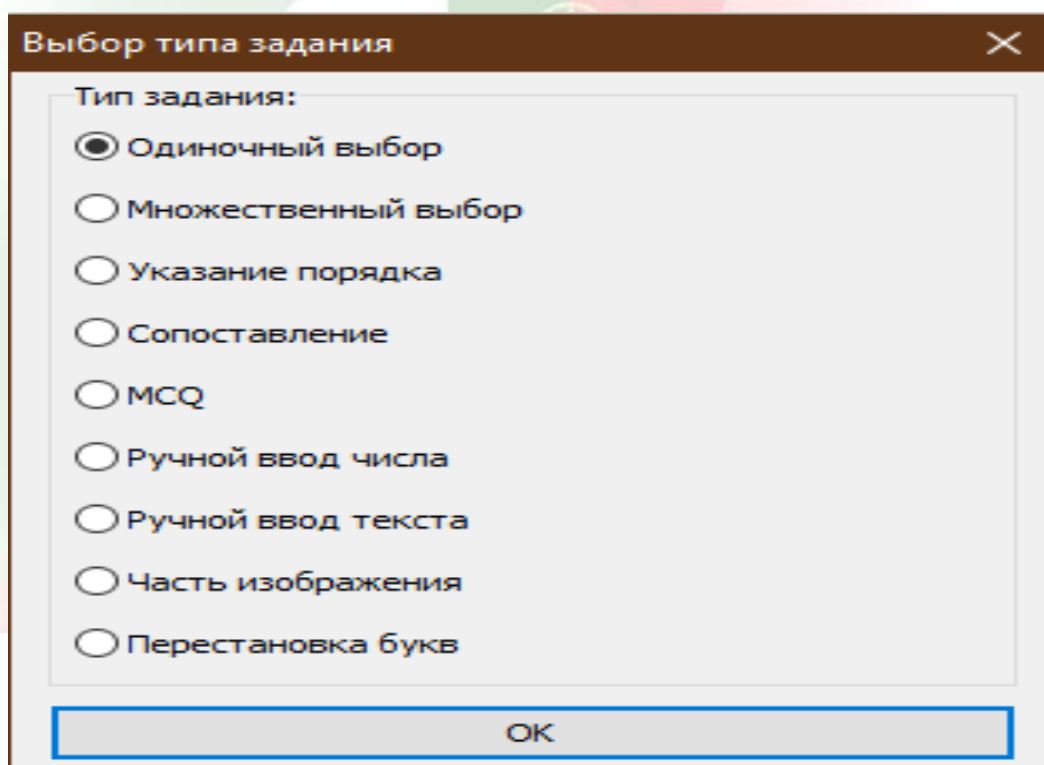 Выбор типа задания
Тип задания:
Одиночный выбор
Множественный выбор
Указание порядка
Сопоставление
MCQ
Ручной ввод числа
Ручной ввод текста
Часть изображения
Перестановка букв
OK